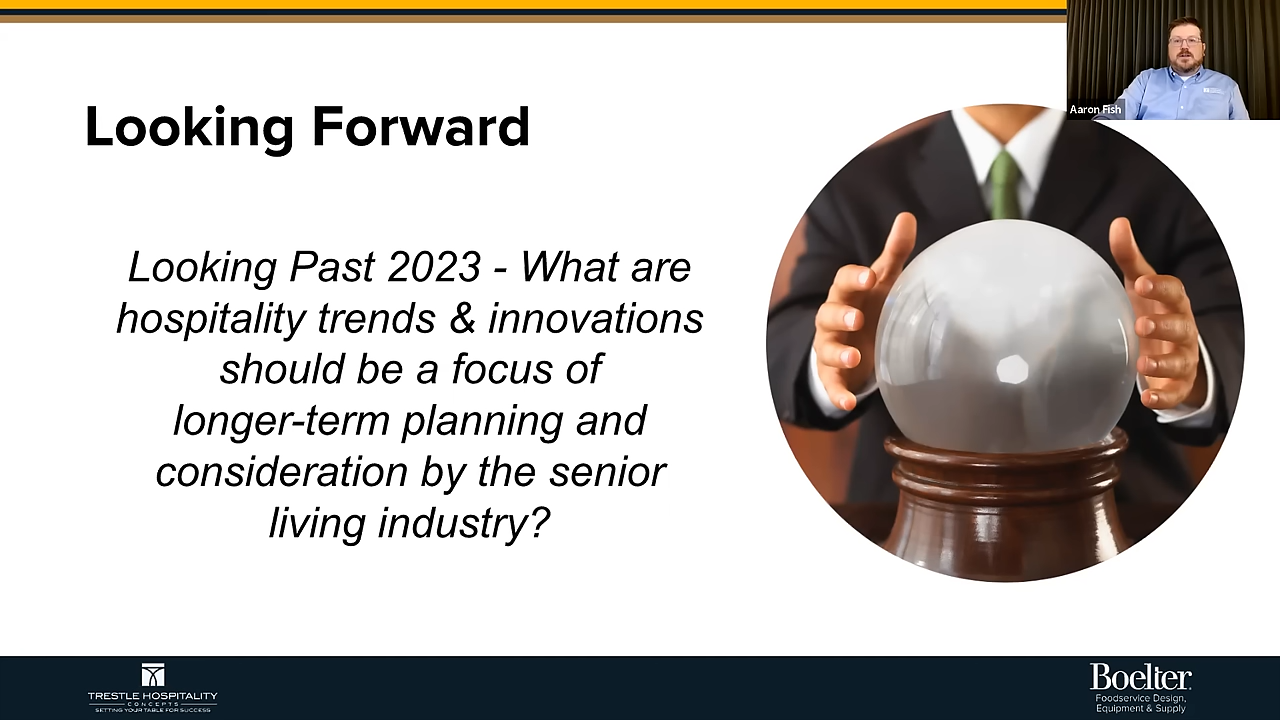 Aaron Fish
Looking Forward
Looking Past 2023 - What are
hospitality trends & innovations
should be a focus of
longer-term planning and
consideration by the senior
living industry?
TRESTLE HOSPITALITY
CONCEPTS
SETTING YOUR TABLE FOR SUCCESS
Boelter
Foodservice Design,
Equipment & Supply